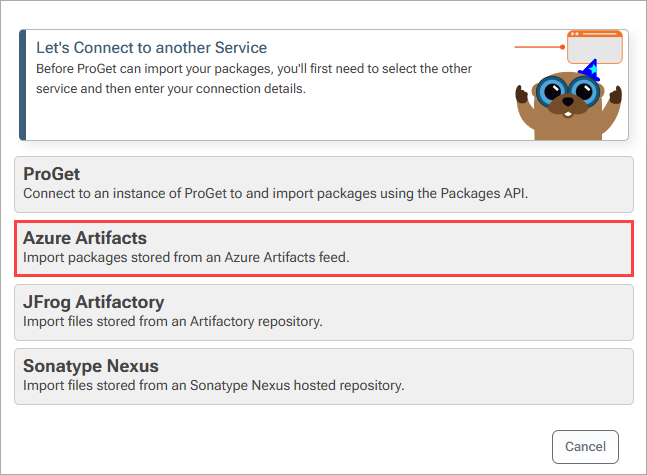 Let's Connect to another Service
Before ProGet can import your packages, you'll first need to select the other
service and then enter your connection details.
ProGet
Connect to an instance of ProGet to and import packages using the Packages API.
Azure Artifacts
Import packages stored from an Azure Artifacts feed.
JFrog Artifactory
Import files stored from an Artifactory repository.
Sonatype Nexus
Import files stored from an Sonatype Nexus hosted repository.
Cancel